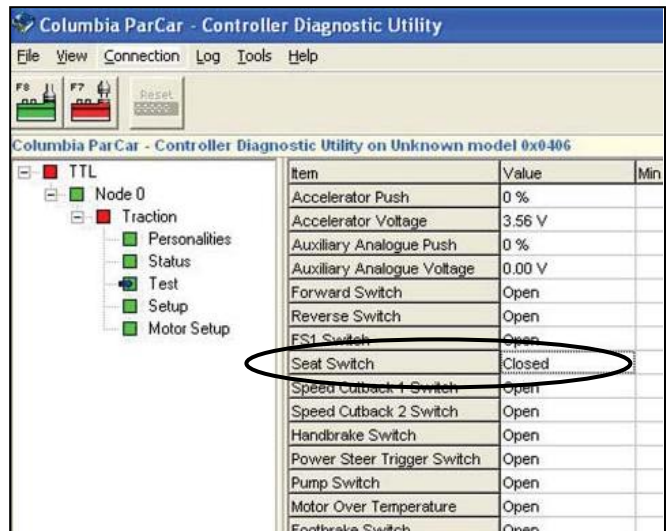 Columbia ParCar - Controller Diagnostic Utility
File View Connection Log Tools Help
F8 F7 Reset
Columbia ParCar - Controller Diagnostic Utility on Unknown model 0x0406
TTL
Node 0
Traction
Personalities
Status
Test
Setup
Motor Setup
Item Value Min
Accelerator Push 0 %
Accelerator Voltage 3.56 V
Auxiliary Analogue Push 0 %
Auxiliary Analogue Voltage 0.00 V
Forward Switch Open
Reverse Switch Open
FS1 Switch Open
Seat Switch Closed
Speed Cutback 1 Switch Open
Speed Cutback 2 Switch Open
Handbrake Switch Open
Power Steer Trigger Switch Open
Pump Switch Open
Motor Over Temperature Open
Footbrake Switch Open